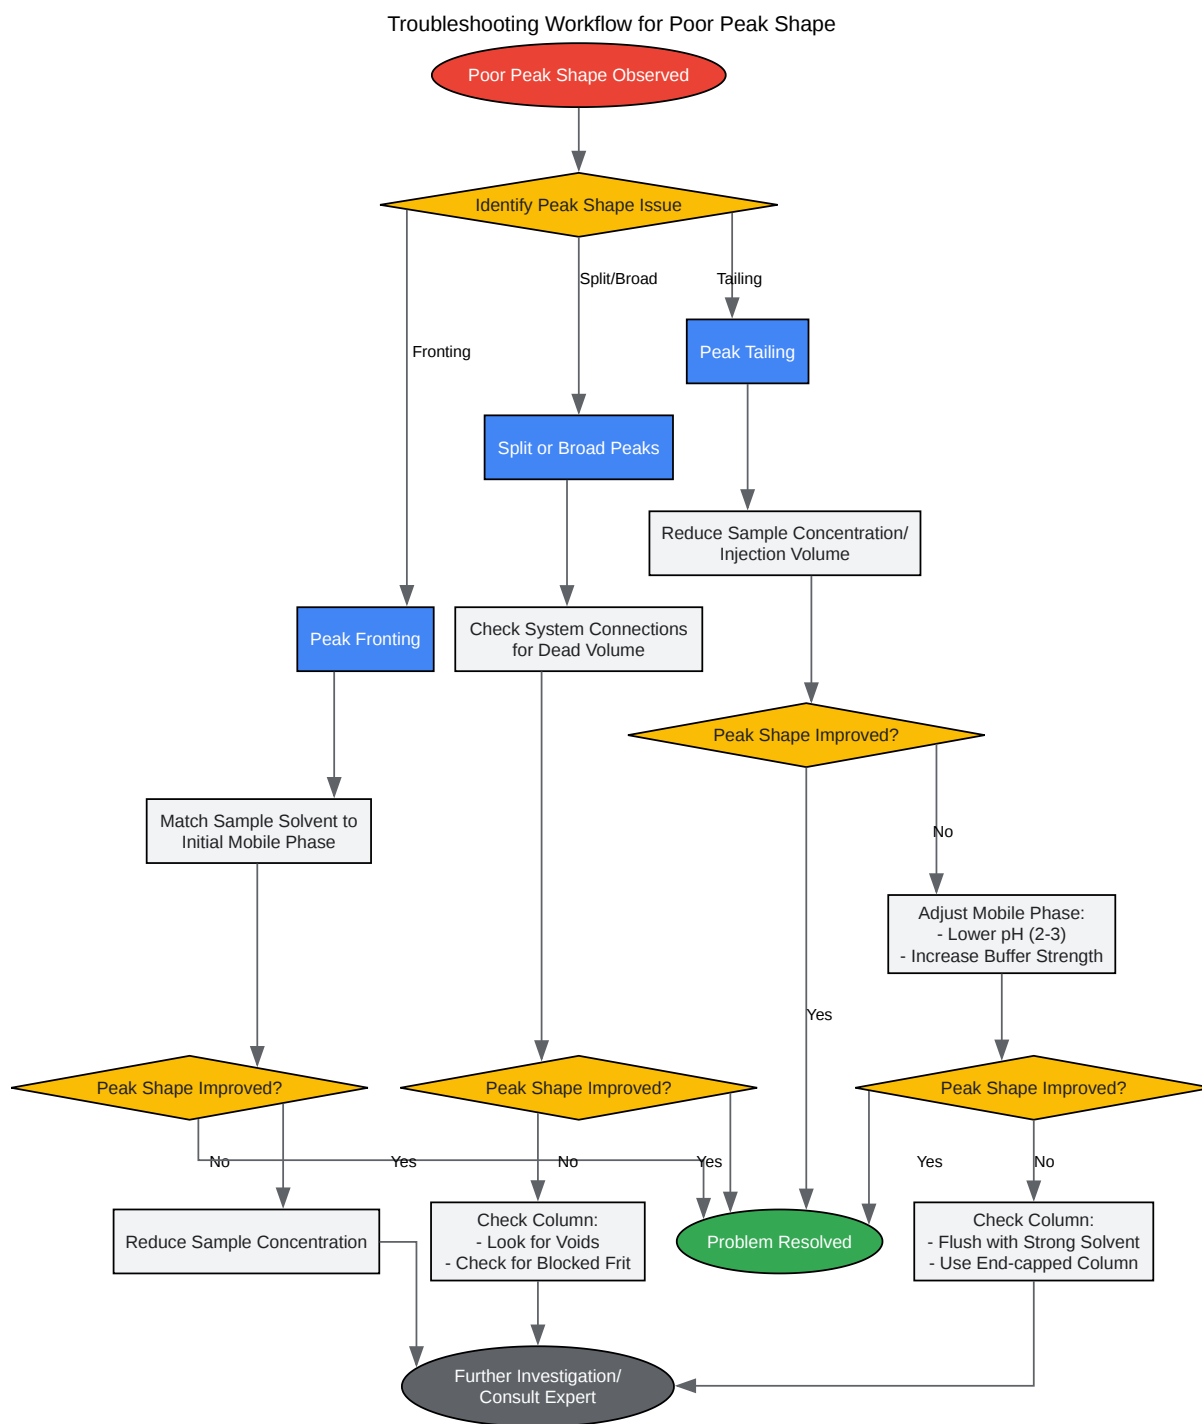 Troubleshooting Workflow for Poor Peak Shape
Poor Peak Shape Observed
Identify Peak Shape Issue
Split/Broad
Tailing
Fronting
Peak Tailing
Split or Broad Peaks
Reduce Sample Concentration/
Injection Volume
Peak Fronting
Check System Connections
for Dead Volume
Peak Shape Improved?
Match Sample Solvent to
Initial Mobile Phase
No
Adjust Mobile Phase:
- Lower pH (2-3)
- Increase Buffer Strength
Yes
Peak Shape Improved?
Peak Shape Improved?
Peak Shape Improved?
No
Yes
No
Yes
Yes
No
Reduce Sample Concentration
Check Column:
- Look for Voids
- Check for Blocked Frit
Problem Resolved
Check Column:
- Flush with Strong Solvent
- Use End-capped Column
Further Investigation/
Consult Expert